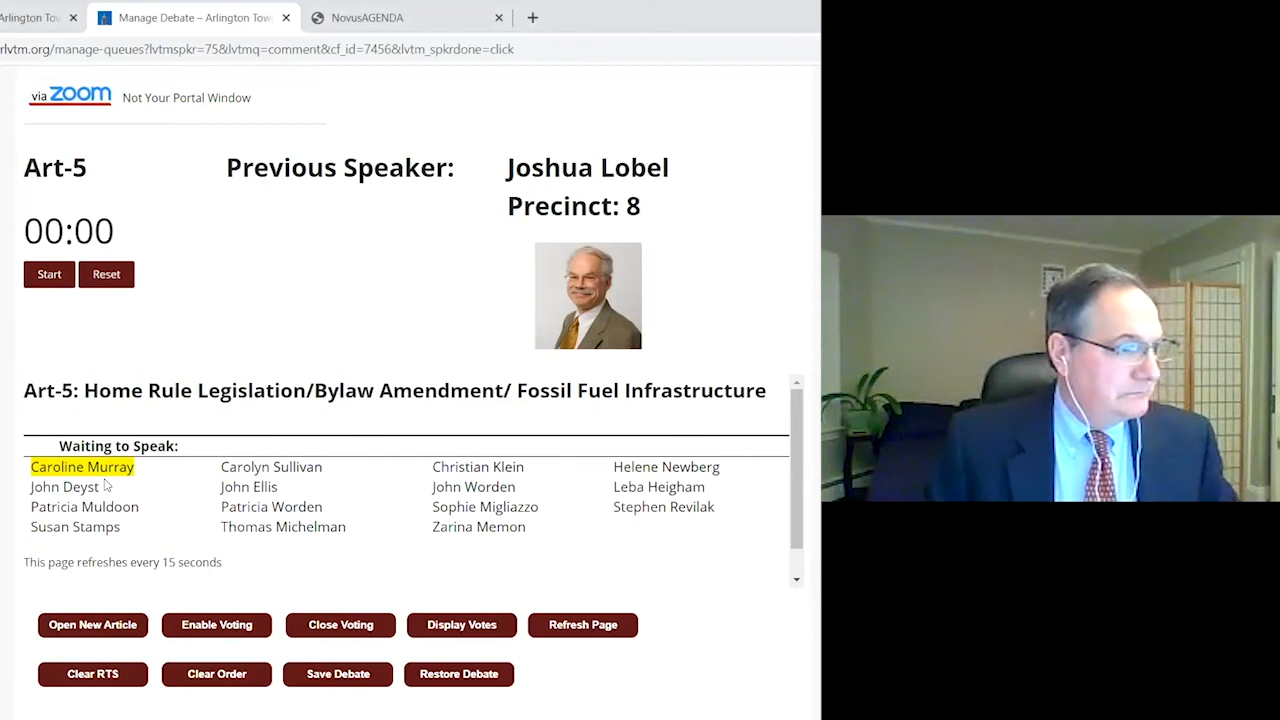 Arlington Tow
Manage Debate – Arlington Tow
NovusAGENDA
rlvtm.org/manage-queues?lvtmspkr=75&lvtmq=comment&cf_id=7456&lvtm_spkrdone=click
via zoom Not Your Portal Window
Art-5 Previous Speaker: Joshua Lobel
Precinct: 8
00:00
Start Reset
Art-5: Home Rule Legislation/Bylaw Amendment/ Fossil Fuel Infrastructure
Waiting to Speak:
Caroline Murray Carolyn Sullivan Christian Klein Helene Newberg
John Deyst John Ellis John Worden Leba Heigham
Patricia Muldoon Patricia Worden Sophie Migliazzo Stephen Revilak
Susan Stamps Thomas Michelman Zarina Memon
This page refreshes every 15 seconds
Open New Article Enable Voting Close Voting Display Votes Refresh Page
Clear RTS Clear Order Save Debate Restore Debate